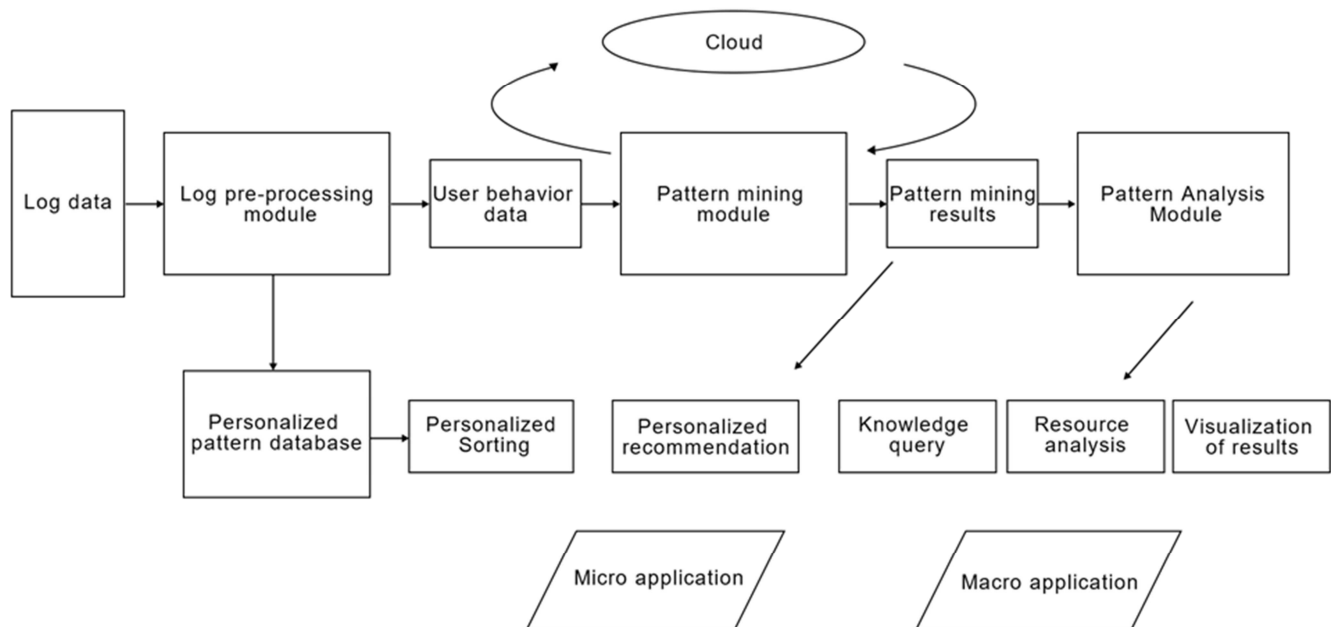 Cloud
Log data
Log pre-processing
module
User behavior
data
Pattern mining
module
Pattern mining
results
Pattern Analysis
Module
Personalized
pattern database
Personalized
Sorting
Personalized
recommendation
Knowledge
query
Resource
analysis
Visualization
of results
Micro application
Macro application